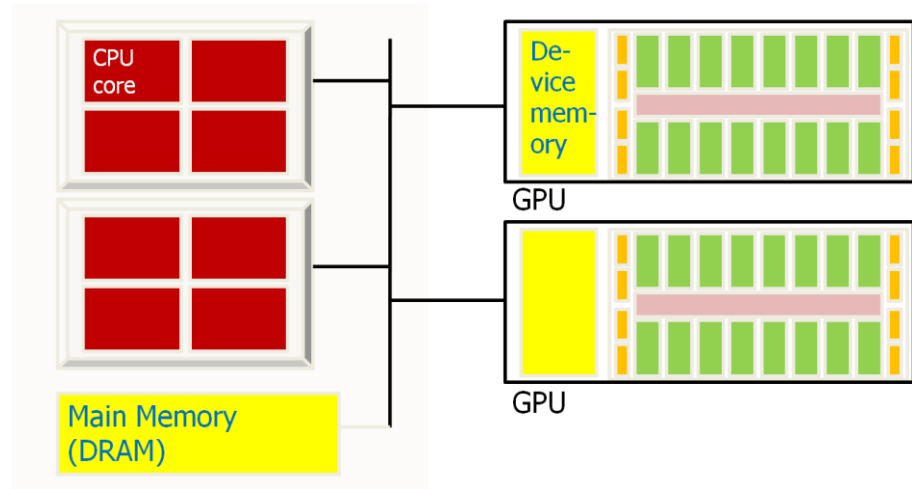 CPU
core
De-
vice
mem-
ory
GPU
GPU
Main Memory
(DRAM)